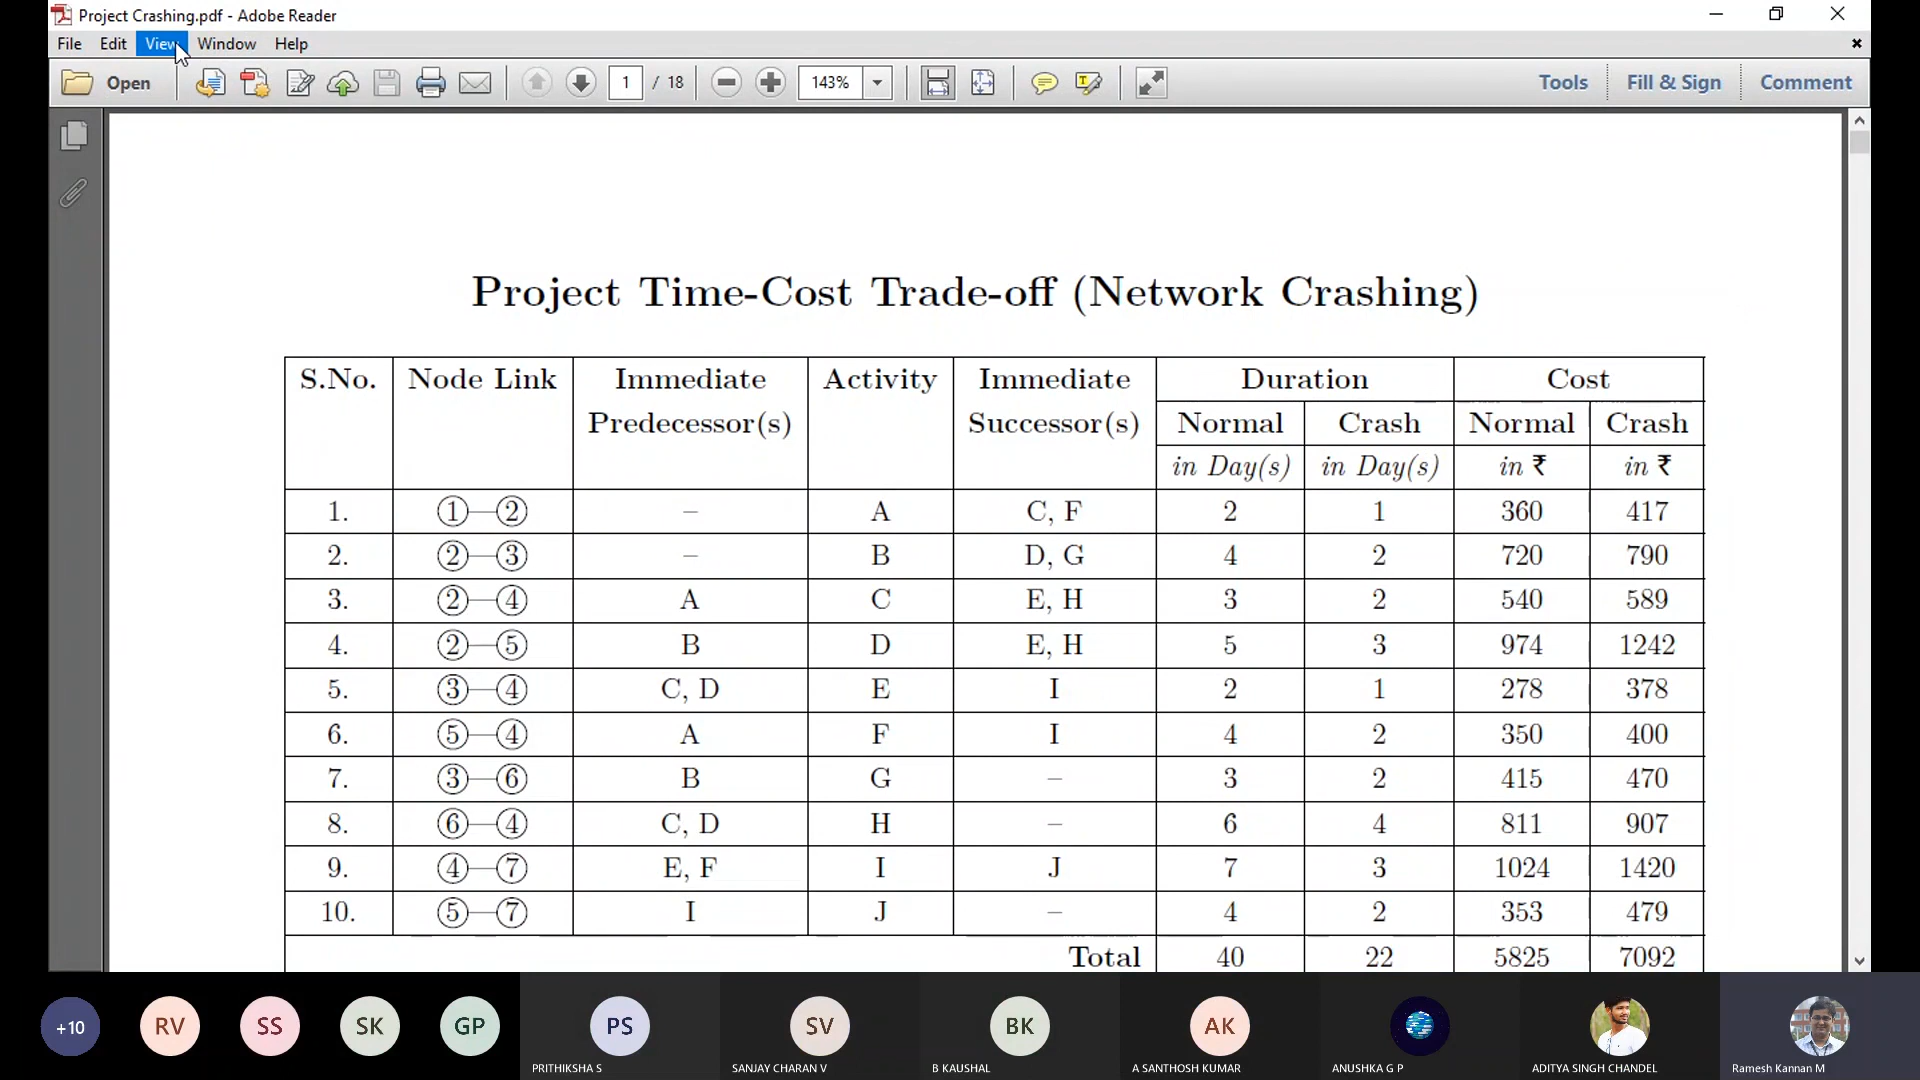 Project Crashing.pdf - Adobe Reader
File Edit View Window Help
Open 1 / 18 143% Tools Fill & Sign Comment
Project Time-Cost Trade-off (Network Crashing)
S.No. Node Link Immediate Activity Immediate Duration Cost
Predecessor(s) Successor(s) Normal Crash Normal Crash
in Day(s) in Day(s) in ₹ in ₹
1. 1—2 – A C, F 2 1 360 417
2. 2—3 – B D, G 4 2 720 790
3. 2—4 A C E, H 3 2 540 589
4. 2—5 B D E, H 5 3 974 1242
5. 3—4 C, D E I 2 1 278 378
6. 5—4 A F I 4 2 350 400
7. 3—6 B G – 3 2 415 470
8. 6—4 C, D H – 6 4 811 907
9. 4—7 E, F I J 7 3 1024 1420
10. 5—7 I J – 4 2 353 479
Total 40 22 5825 7092
+10 RV SS SK GP PS SV BK AK
PRITHIKSHA S SANJAY CHARAN V B KAUSHAL A SANTHOSH KUMAR ANUSHKA G P ADITYA SINGH CHANDEL Ramesh Kannan M